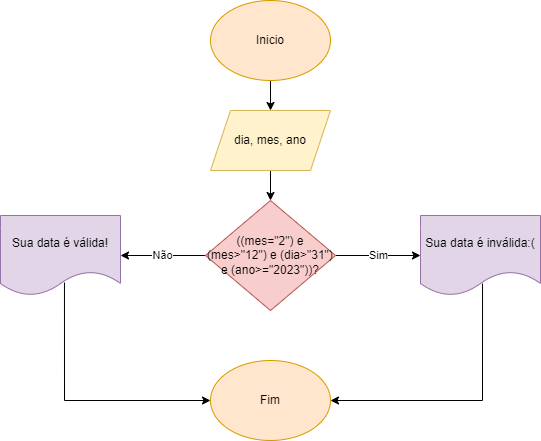 Inicio
dia, mes, ano
((mes="2") e
(mes>"12") e (dia>"31")
e (ano>="2023"))?
Sua data é válida!
Não
Sim
Sua data é inválida:(
Fim